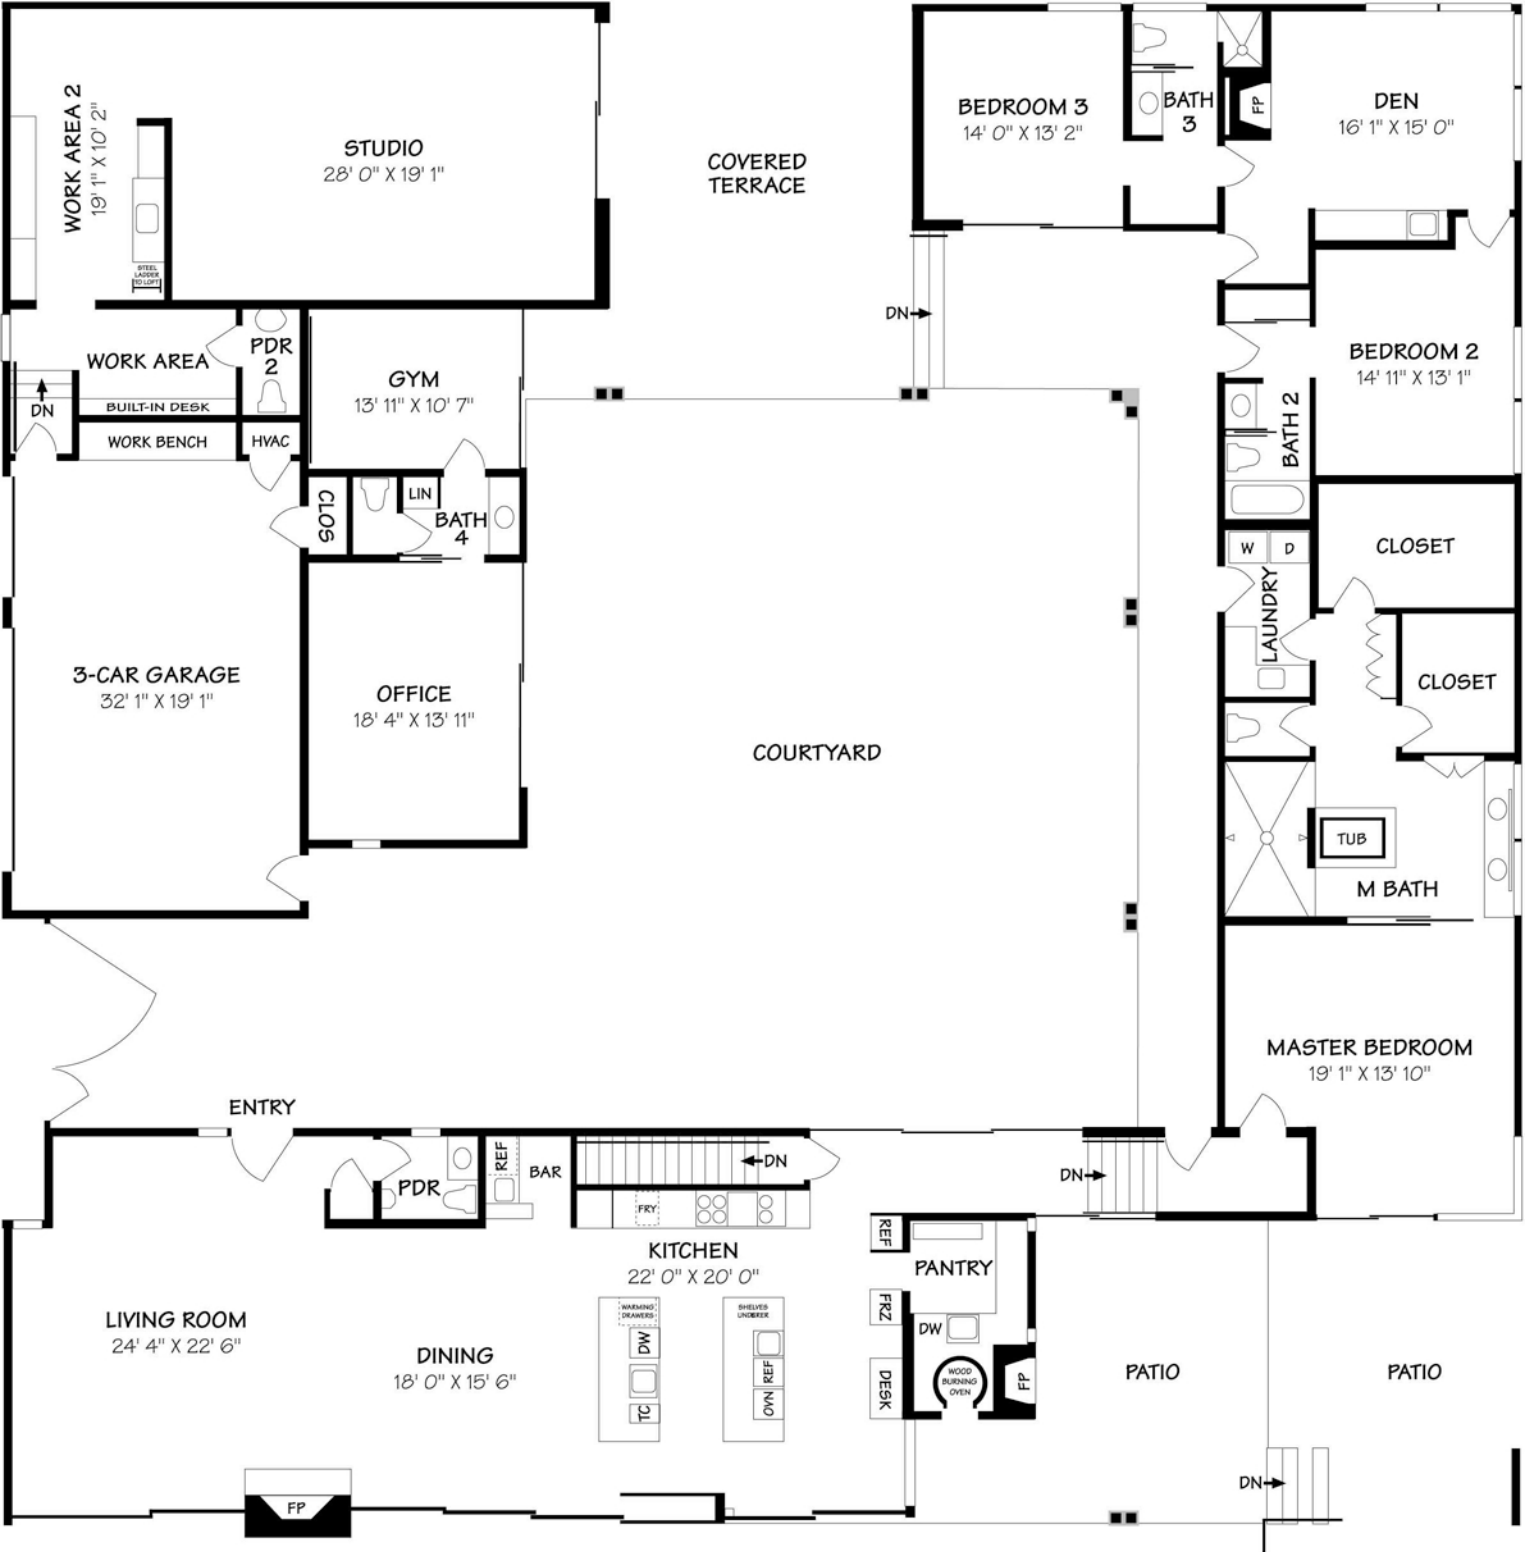 WORK AREA 2
19' 1" X 10' 2"
STUDIO
28' 0" X 19' 1"
STEEL
LADDER
TO LOFT
COVERED
TERRACE
BEDROOM 3
14' 0" X 13' 2"
BATH
3
FP
DEN
16' 1" X 15' 0"
DN
WORK AREA
PDR
2
BUILT-IN DESK
DN
WORK BENCH
HVAC
GYM
13' 11" X 10' 7"
BEDROOM 2
14' 11" X 13' 1"
BATH 2
CLOS
LIN
BATH
4
W
D
LAUNDRY
CLOSET
CLOSET
3-CAR GARAGE
32' 1" X 19' 1"
OFFICE
18' 4" X 13' 11"
COURTYARD
TUB
M BATH
MASTER BEDROOM
19' 1" X 13' 10"
ENTRY
PDR
REF
BAR
DN
DN
FRY
KITCHEN
22' 0" X 20' 0"
REF
PANTRY
FRZ
DW
DESK
WOOD
BURNING
OVEN
FP
WARMING
DRAWERS
DW
TC
SHELVES
UNDER
REF
OVN
LIVING ROOM
24' 4" X 22' 6"
DINING
18' 0" X 15' 6"
PATIO
PATIO
DN
FP